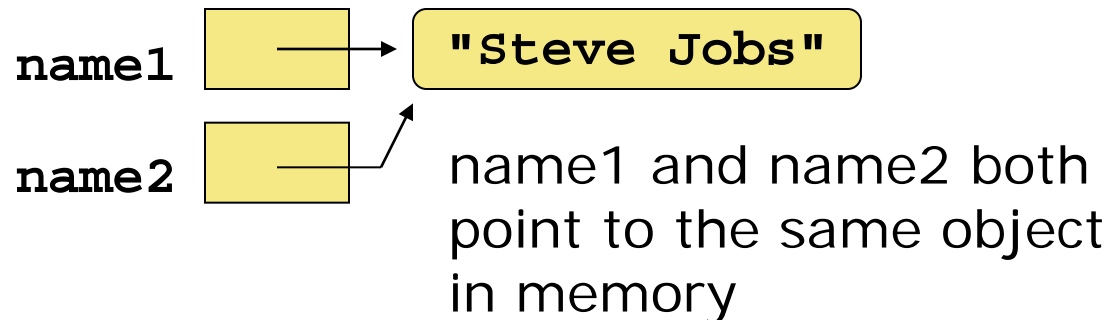 name1
"Steve Jobs"
name2
name1 and name2 both
point to the same object
in memory